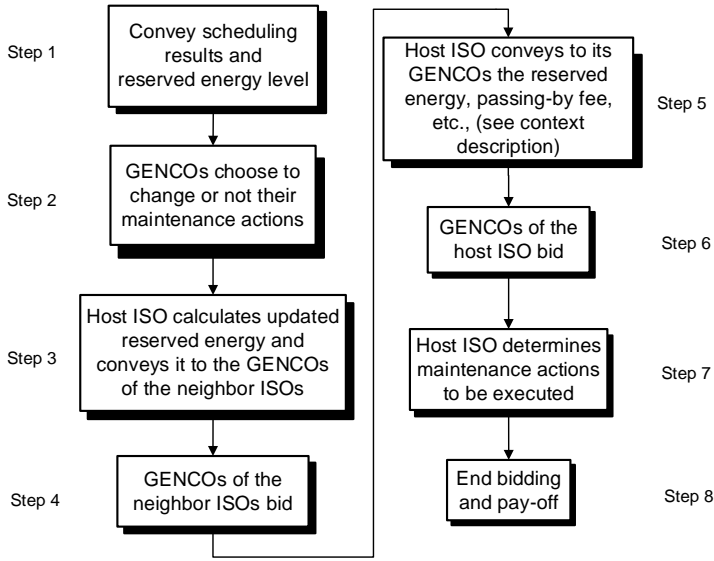 Step 1
Convey scheduling
results and
reserved energy level
Step 2
GENCOs choose to
change or not their
maintenance actions
Step 3
Host ISO calculates updated
reserved energy and
conveys it to the GENCOs
of the neighbor ISOs
Step 4
GENCOs of the
neighbor ISOs bid
Host ISO conveys to its
GENCOs the reserved
energy, passing-by fee,
etc., (see context
description)
Step 5
GENCOs of the
host ISO bid
Step 6
Host ISO determines
maintenance actions
to be executed
Step 7
End bidding
and pay-off
Step 8